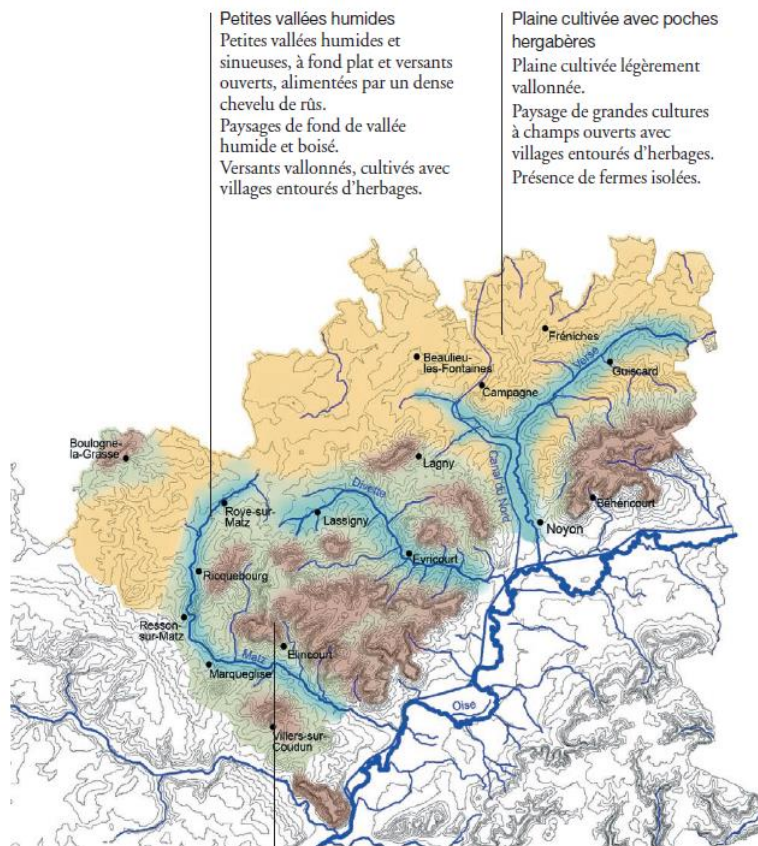 Petites vallées humides
Petites vallées humides et
sinueuses, à fond plat et versants
ouverts, alimentées par un dense
chevelu de rûs.
Paysages de fond de vallée
humide et boisé.
Versants vallonnés, cultivés avec
villages entourés d’herbages.
Plaine cultivée avec poches
hergabères
Plaine cultivée légèrement
vallonnée.
Paysage de grandes cultures
à champs ouverts avec
villages entourés d’herbages.
Présence de fermes isolées.
Fréniches
Verse
Beaulieu-
les-Fontaines
Guiscard
Campagne
Boulogne-
la-Grasse
Lagny
Canal du Nord
Divette
Béhéricourt
Roye-sur-
Matz
Lassigny
Noyon
Evricourt
Ricquebourg
Resson-
sur-Matz
Elincourt
Matz
Marquéglise
Oise
Villers-sur-
Coudun